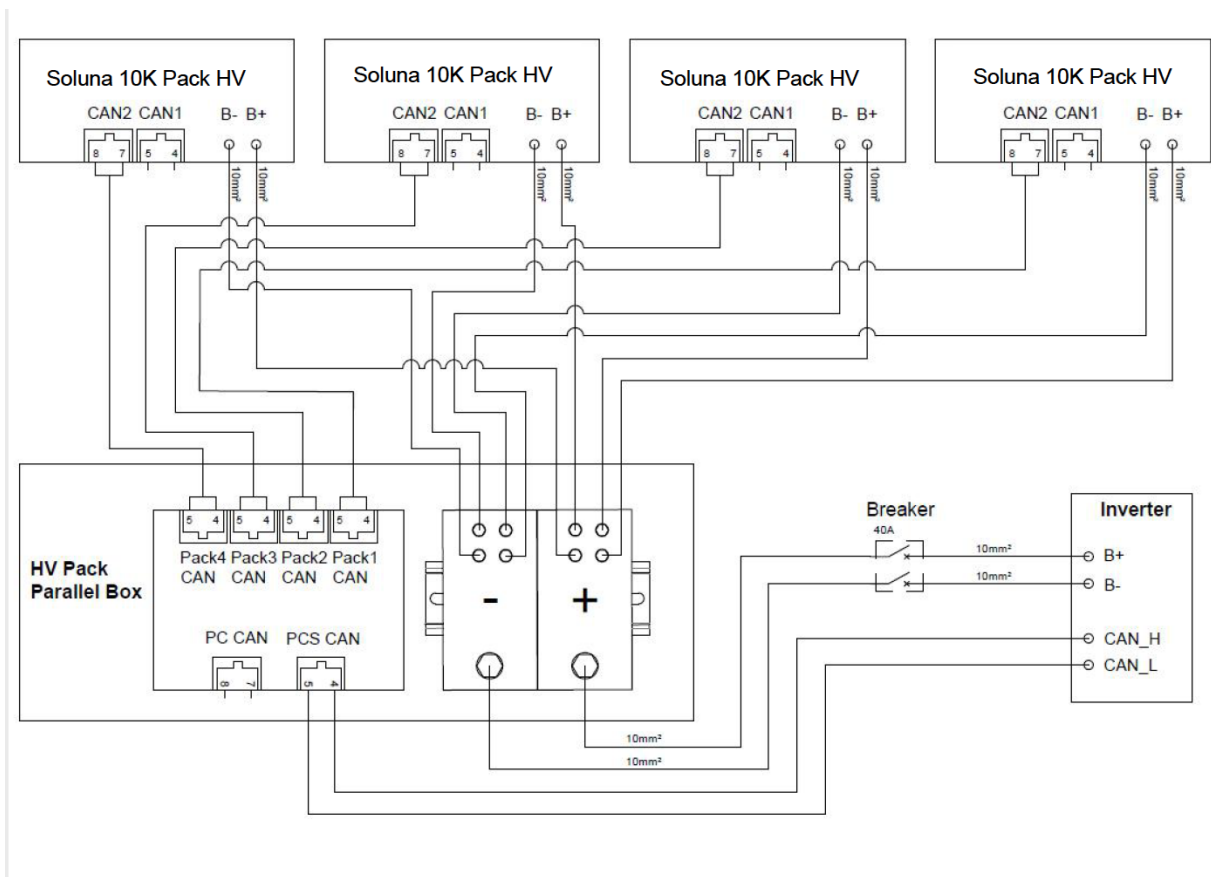 Soluna 10K Pack HV
CAN2 CAN1 B- B+
8 7 5 4
10mm² 10mm²
Soluna 10K Pack HV
CAN2 CAN1 B- B+
8 7 5 4
10mm² 10mm²
Soluna 10K Pack HV
CAN2 CAN1 B- B+
8 7 5 4
10mm² 10mm²
Soluna 10K Pack HV
CAN2 CAN1 B- B+
8 7 5 4
10mm² 10mm²
HV Pack
Parallel Box
5 4 5 4 5 4 5 4
Pack4 Pack3 Pack2 Pack1
CAN CAN CAN CAN
PC CAN PCS CAN
8 7 5 4
- +
Breaker
40A
10mm²
10mm²
Inverter
B+
B-
CAN_H
CAN_L
10mm²
10mm²